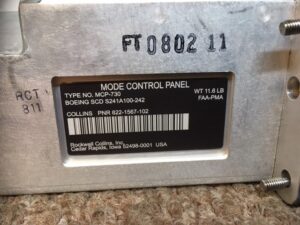 FT 0802 11
RCT
811
MODE CONTROL PANEL
TYPE NO. MCP-730
WT 11.6 LB
BOEING SCD S241A100-242
FAA-PMA
COLLINS PNR 822-1567-102
Rockwell Collins, Inc.
Cedar Rapids, Iowa 52498-0001 USA